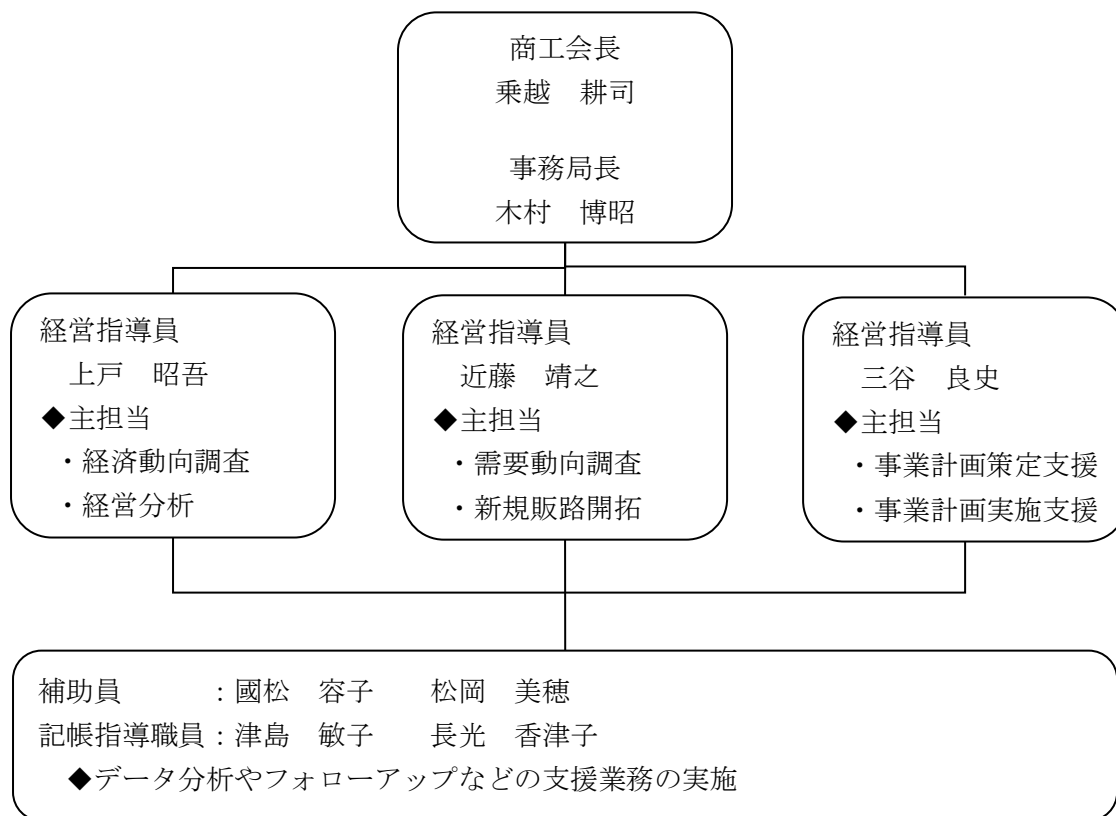 商工会長
乗越　耕司
事務局長
木村　博昭
経営指導員
上戸　昭吾
◆主担当
・経済動向調査
・経営分析
経営指導員
近藤　靖之
◆主担当
・需要動向調査
・新規販路開拓
経営指導員
三谷　良史
◆主担当
・事業計画策定支援
・事業計画実施支援
補助員　　　：國松　容子　　松岡　美穂
記帳指導職員：津島　敏子　　長光　香津子
◆データ分析やフォローアップなどの支援業務の実施